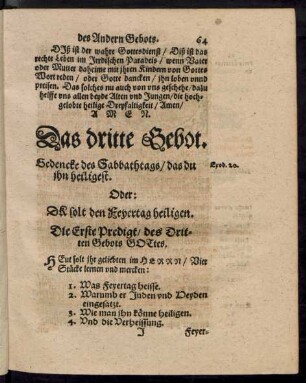 des Andern Gebots. 64
DIß ist der wahre Gottesdienst / Diß ist das
rechte Leben im Irdischen Paradeis / wenn Vater
oder Mutter daheime mit jhren Kindern von Gottes
Wort reden / oder Gotte dancken / jhn loben vnnd
preisen. Das solches nu auch von vns geschehe / dazu
helffe vns allen beyde Alten vnd Jungen / die hoch-
gelobte heilige Dreyfaltigkeit / Amen /
A M E N.
Das dritte Gebot.
Gedencke des Sabbathtags / das du Exod. 20.
jhn heiligest.
Oder:
DV solt den Feyertag heiligen.
Die Erste Predigt / des Drit-
ten Gebots GOttes.
HEut solt jhr geliebten im HERRN / Vier
Stücke lernen vnd mercken:
1. Was Feyertag heisse.
2. Warumb er Juden vnd Heyden
eingesatzt.
3. Wie man jhn könne heiligen.
4. Vnd die Verheissung.
J Feyer-